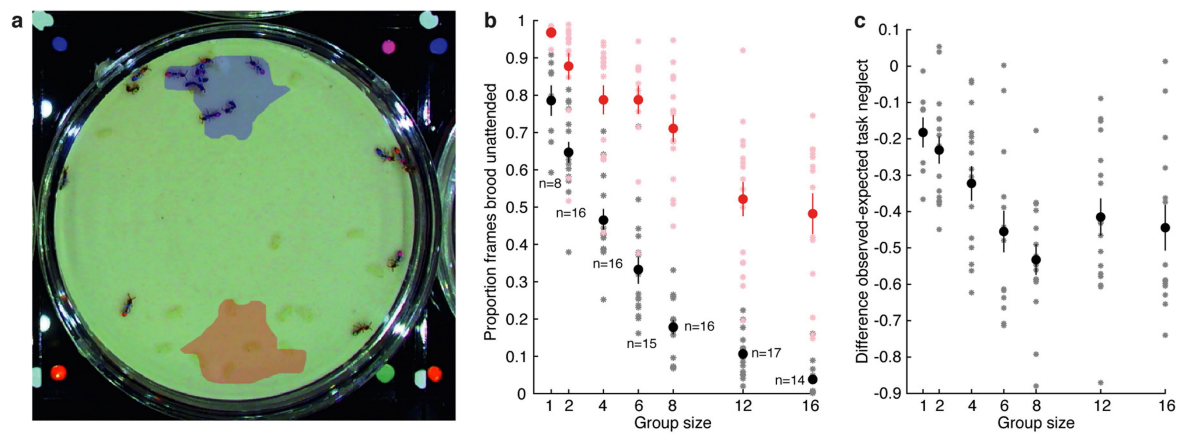 a
b
Proportion frames brood unattended
1
0.9
0.8
0.7
0.6
0.5
0.4
0.3
0.2
0.1
0
n=8
n=16
n=16
n=15
n=16
n=17
n=14
1 2 4 6 8 12 16
Group size
c
Difference observed-expected task neglect
0.1
0
-0.1
-0.2
-0.3
-0.4
-0.5
-0.6
-0.7
-0.8
-0.9
1 2 4 6 8 12 16
Group size